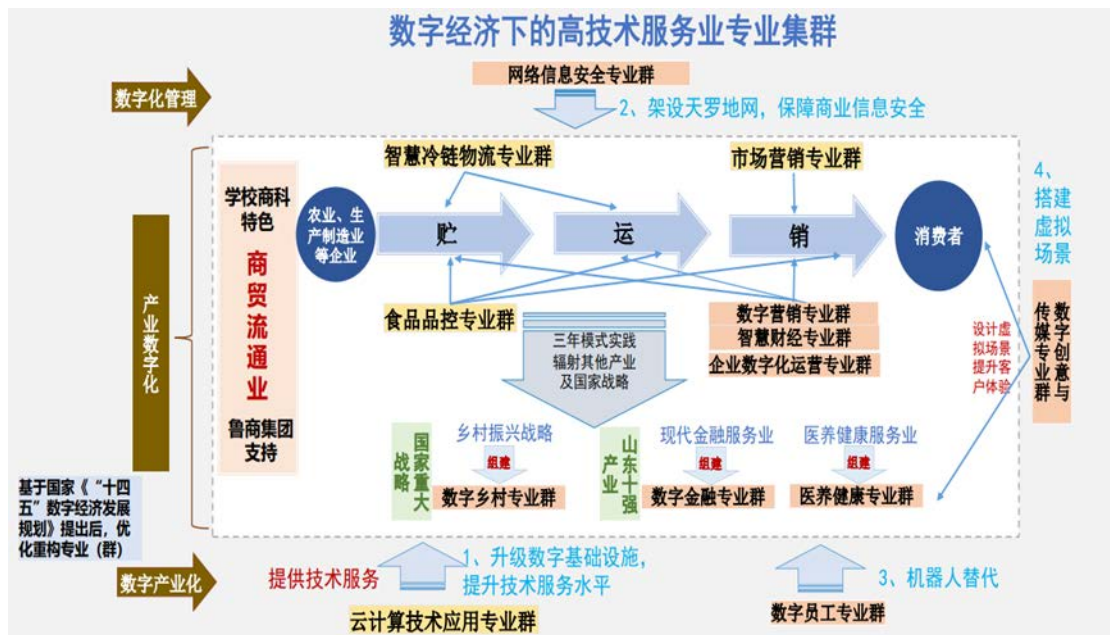 数字经济下的高技术服务业专业集群
网络信息安全专业群
数字化管理
2、架设天罗地网，保障商业信息安全
智慧冷链物流专业群
市场营销专业群
学校商科
特色
商
贸
流
通
业
鲁商集团
支持
农业、生
产制造业
等企业
贮
运
销
消费者
4、
搭建
虚拟
场景
产业数字化
食品品控专业群
数字营销专业群
智慧财经专业群
企业数字化运营专业群
三年模式实践
辐射其他产业
及国家战略
设计虚
拟场景
提升客
户体验
数字创意与
传媒专业群
国家重大
战略
乡村振兴战略
组建
数字乡村专业群
山东十强
产业
现代金融服务业
组建
数字金融专业群
医养健康服务业
组建
医养健康专业群
基于国家《“十四
五”数字经济发展
规划》提出后，优
化重构专业（群）
数字产业化
提供技术服务
1、升级数字基础设施，
提升技术服务水平
云计算技术应用专业群
3、机器人替代
数字员工专业群